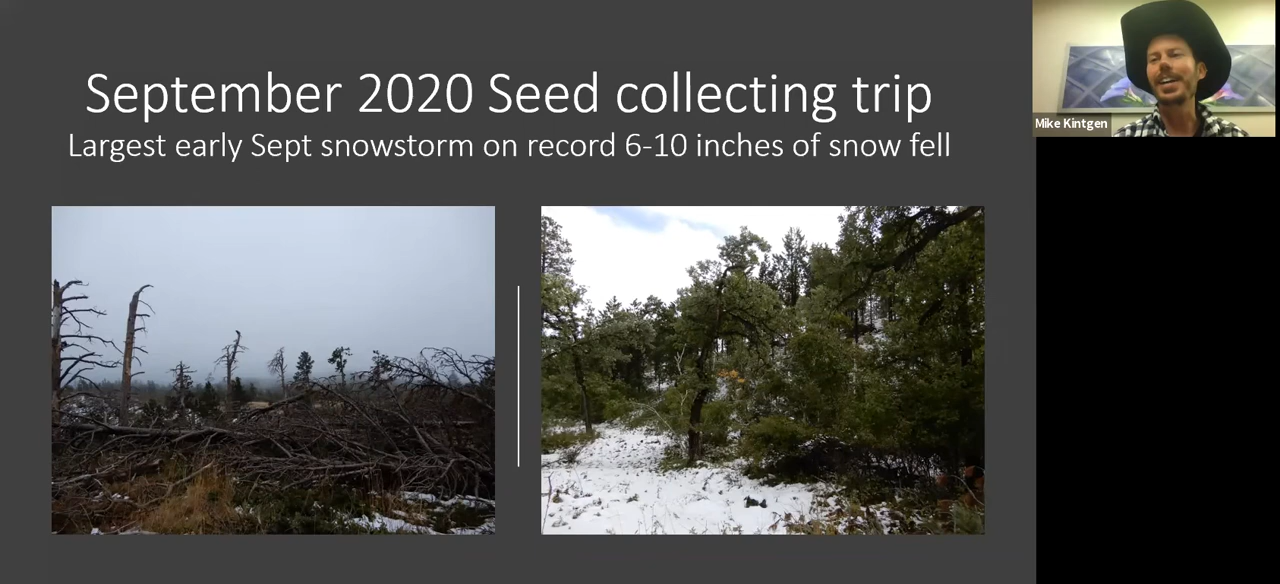 September 2020 Seed collecting trip
Largest early Sept snowstorm on record 6-10 inches of snow fell
Mike Kintgen